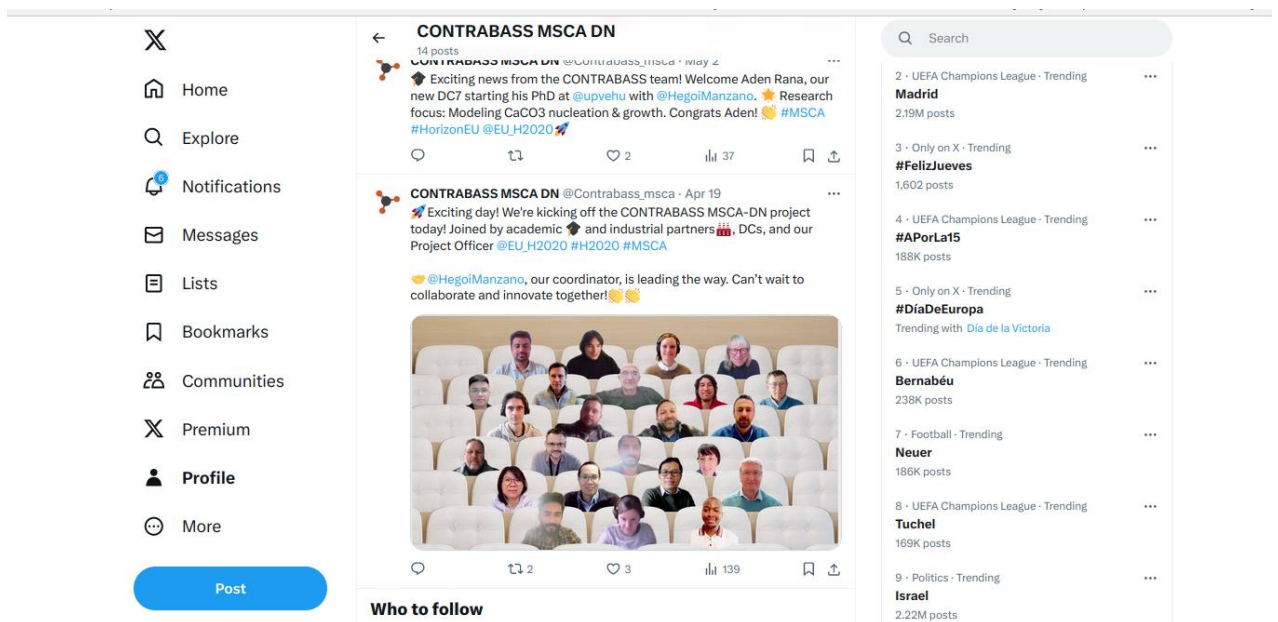 Home
Explore
6
Notifications
Messages
Lists
Bookmarks
Communities
Premium
Profile
More
Post
CONTRABASS MSCA DN
14 posts
CONTRABASS MSCA DN @Contrabass_msca · May 2
🎓 Exciting news from the CONTRABASS team! Welcome Aden Rana, our
new DC7 starting his PhD at @upvehu with @HegoiManzano. 🌟 Research
focus: Modeling CaCO3 nucleation & growth. Congrats Aden! 👏 #MSCA
#HorizonEU @EU_H2020🚀
2
37
CONTRABASS MSCA DN @Contrabass_msca · Apr 19
🚀Exciting day! We're kicking off the CONTRABASS MSCA-DN project
today! Joined by academic 🎓 and industrial partners🏭, DCs, and our
Project Officer @EU_H2020 #H2020 #MSCA
🤝@HegoiManzano, our coordinator, is leading the way. Can't wait to
collaborate and innovate together!👏👏
2
3
139
Who to follow
Search
2 · UEFA Champions League · Trending
Madrid
2.19M posts
3 · Only on X · Trending
#FelizJueves
1,602 posts
4 · UEFA Champions League · Trending
#APorLa15
188K posts
5 · Only on X · Trending
#DíaDeEuropa
Trending with Día de la Victoria
6 · UEFA Champions League · Trending
Bernabéu
238K posts
7 · Football · Trending
Neuer
186K posts
8 · UEFA Champions League · Trending
Tuchel
169K posts
9 · Politics · Trending
Israel
2.22M posts